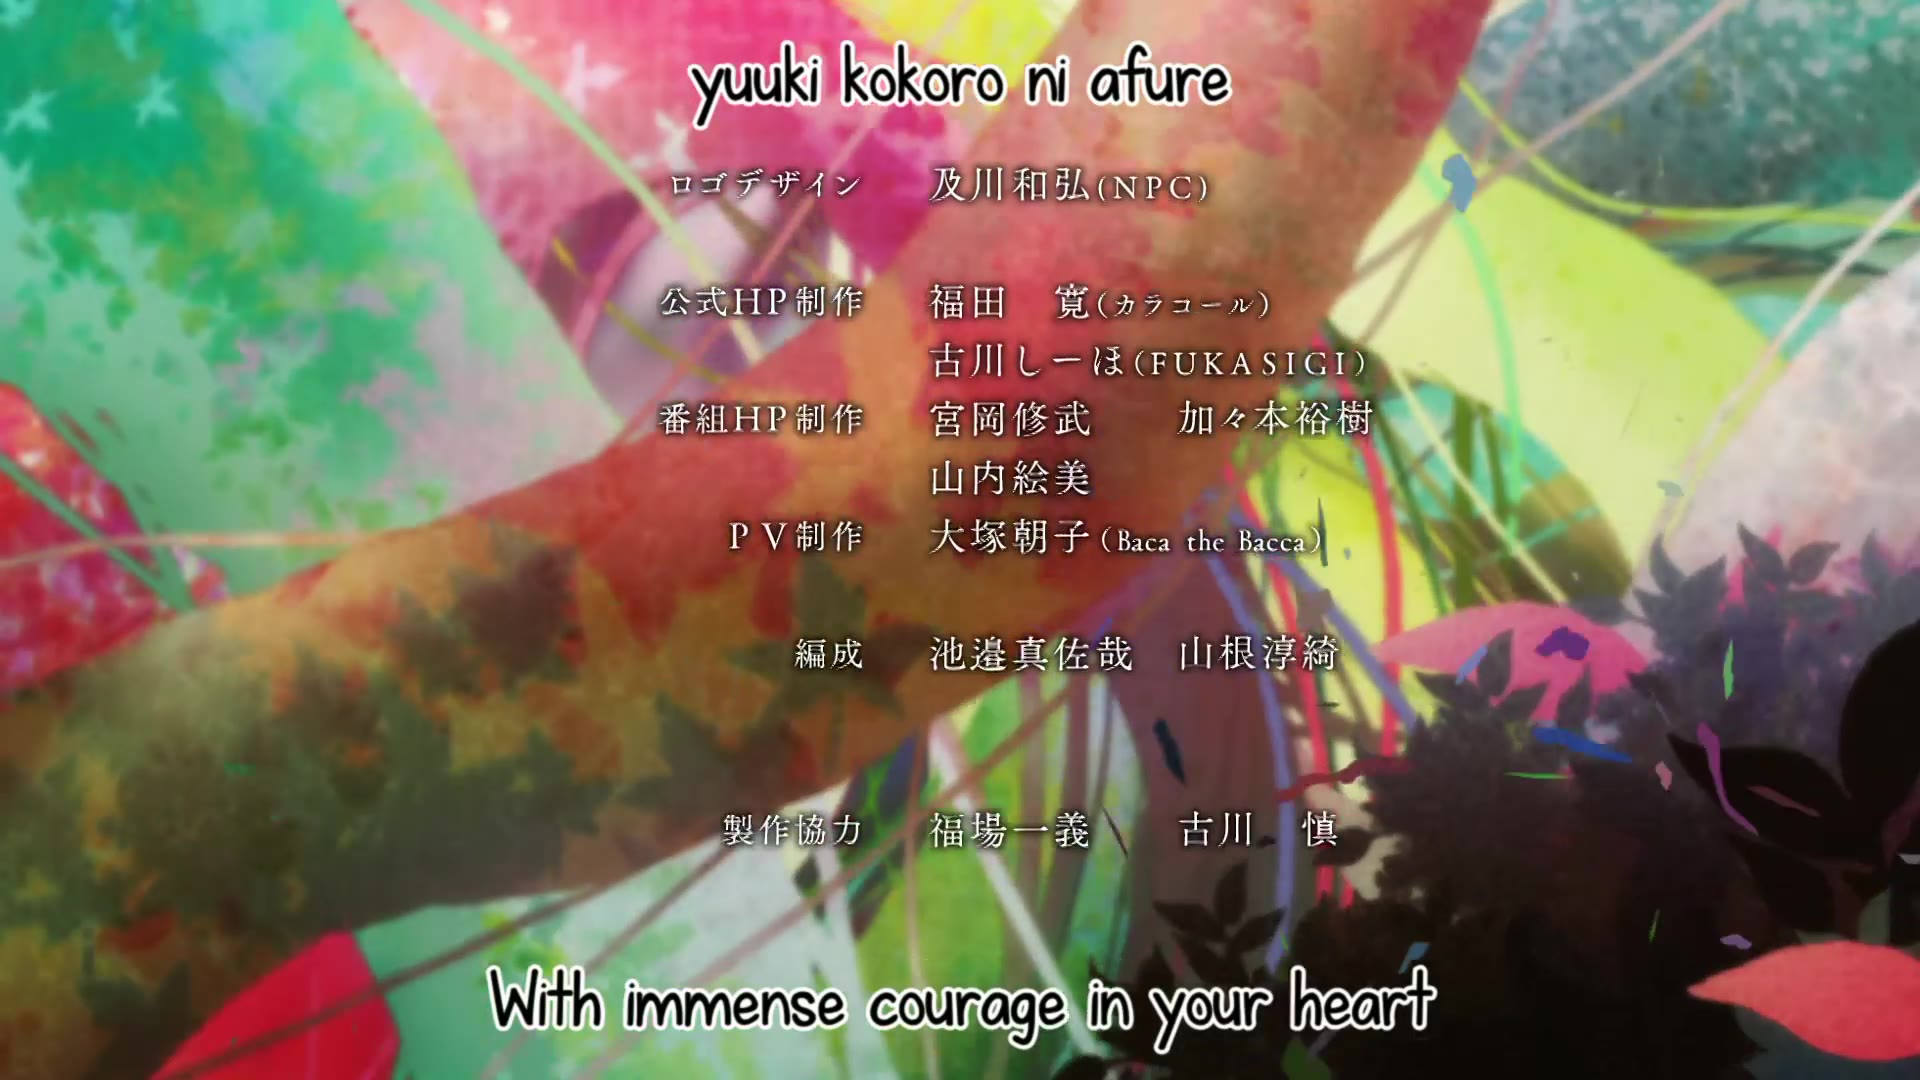 yuuki kokoro ni afure
ロゴデザイン 及川和弘(NPC)
公式HP制作 福田 寛(カラコール)
古川しーほ(FUKASIGI)
番組HP制作 宮岡修武 加々本裕樹
山内絵美
PV制作 大塚朝子(Baca the Bacca)
編成 池邉真佐哉 山根淳綺
製作協力 福場一義 古川 慎
With immense courage in your heart